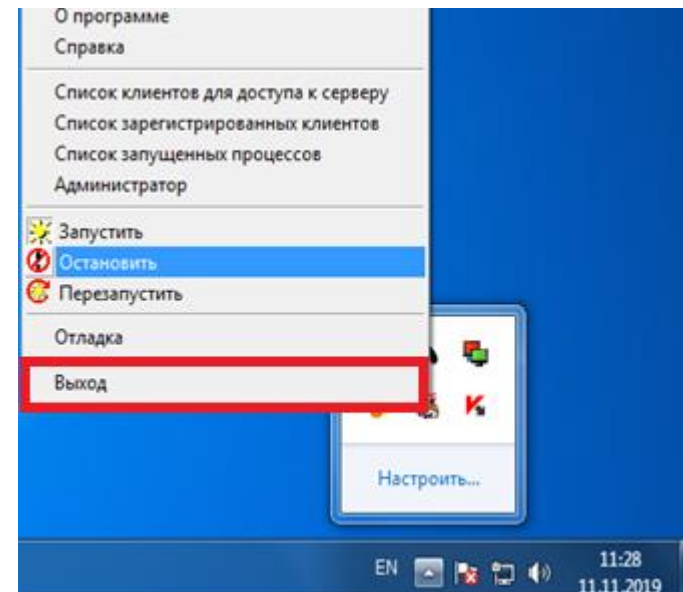 О программе
Справка
Список клиентов для доступа к серверу
Список зарегистрированных клиентов
Список запущенных процессов
Администратор
Запустить
Остановить
Перезапустить
Отладка
Выход
Настроить...
EN
11:28
11.11.2019